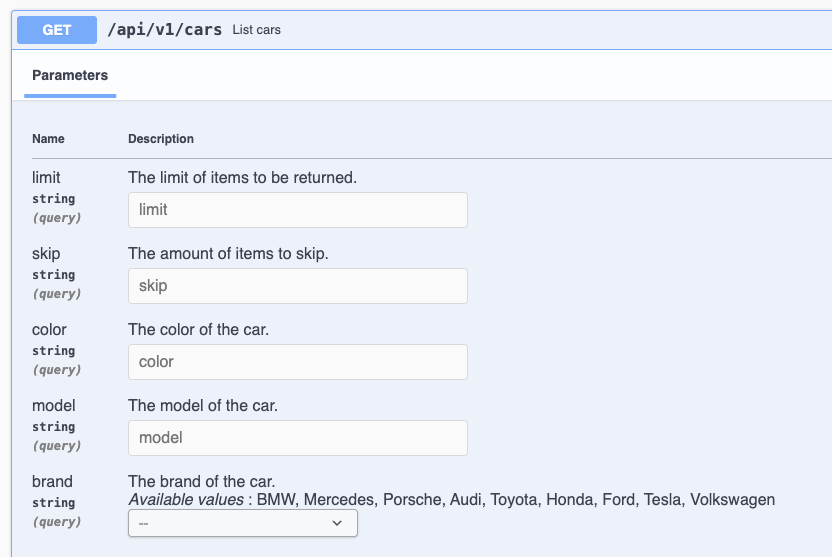 GET /api/v1/cars List cars
Parameters
Name Description
limit The limit of items to be returned.
string
(query)
limit
skip The amount of items to skip.
string
(query)
skip
color The color of the car.
string
(query)
color
model The model of the car.
string
(query)
model
brand The brand of the car.
string
Available values : BMW, Mercedes, Porsche, Audi, Toyota, Honda, Ford, Tesla, Volkswagen
(query)
--